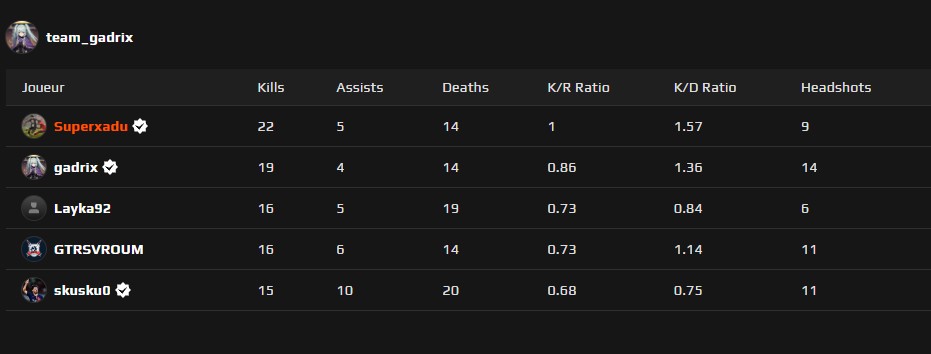 team_gadrix
Joueur Kills Assists Deaths K/R Ratio K/D Ratio Headshots
Superxadu 22 5 14 1 1.57 9
gadrix 19 4 14 0.86 1.36 14
Layka92 16 5 19 0.73 0.84 6
GTRSVROUM 16 6 14 0.73 1.14 11
skusku0 15 10 20 0.68 0.75 11